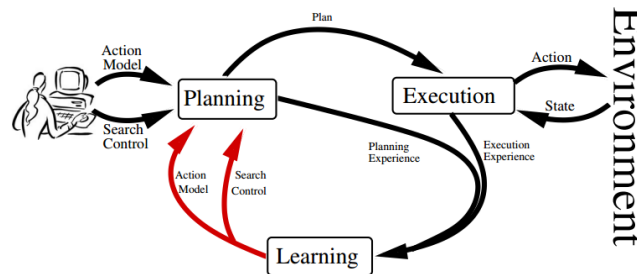 Plan
Action
Model
Planning
Search
Control
Execution
Action
State
Environment
Planning
Experience
Execution
Experience
Action
Model
Search
Control
Learning